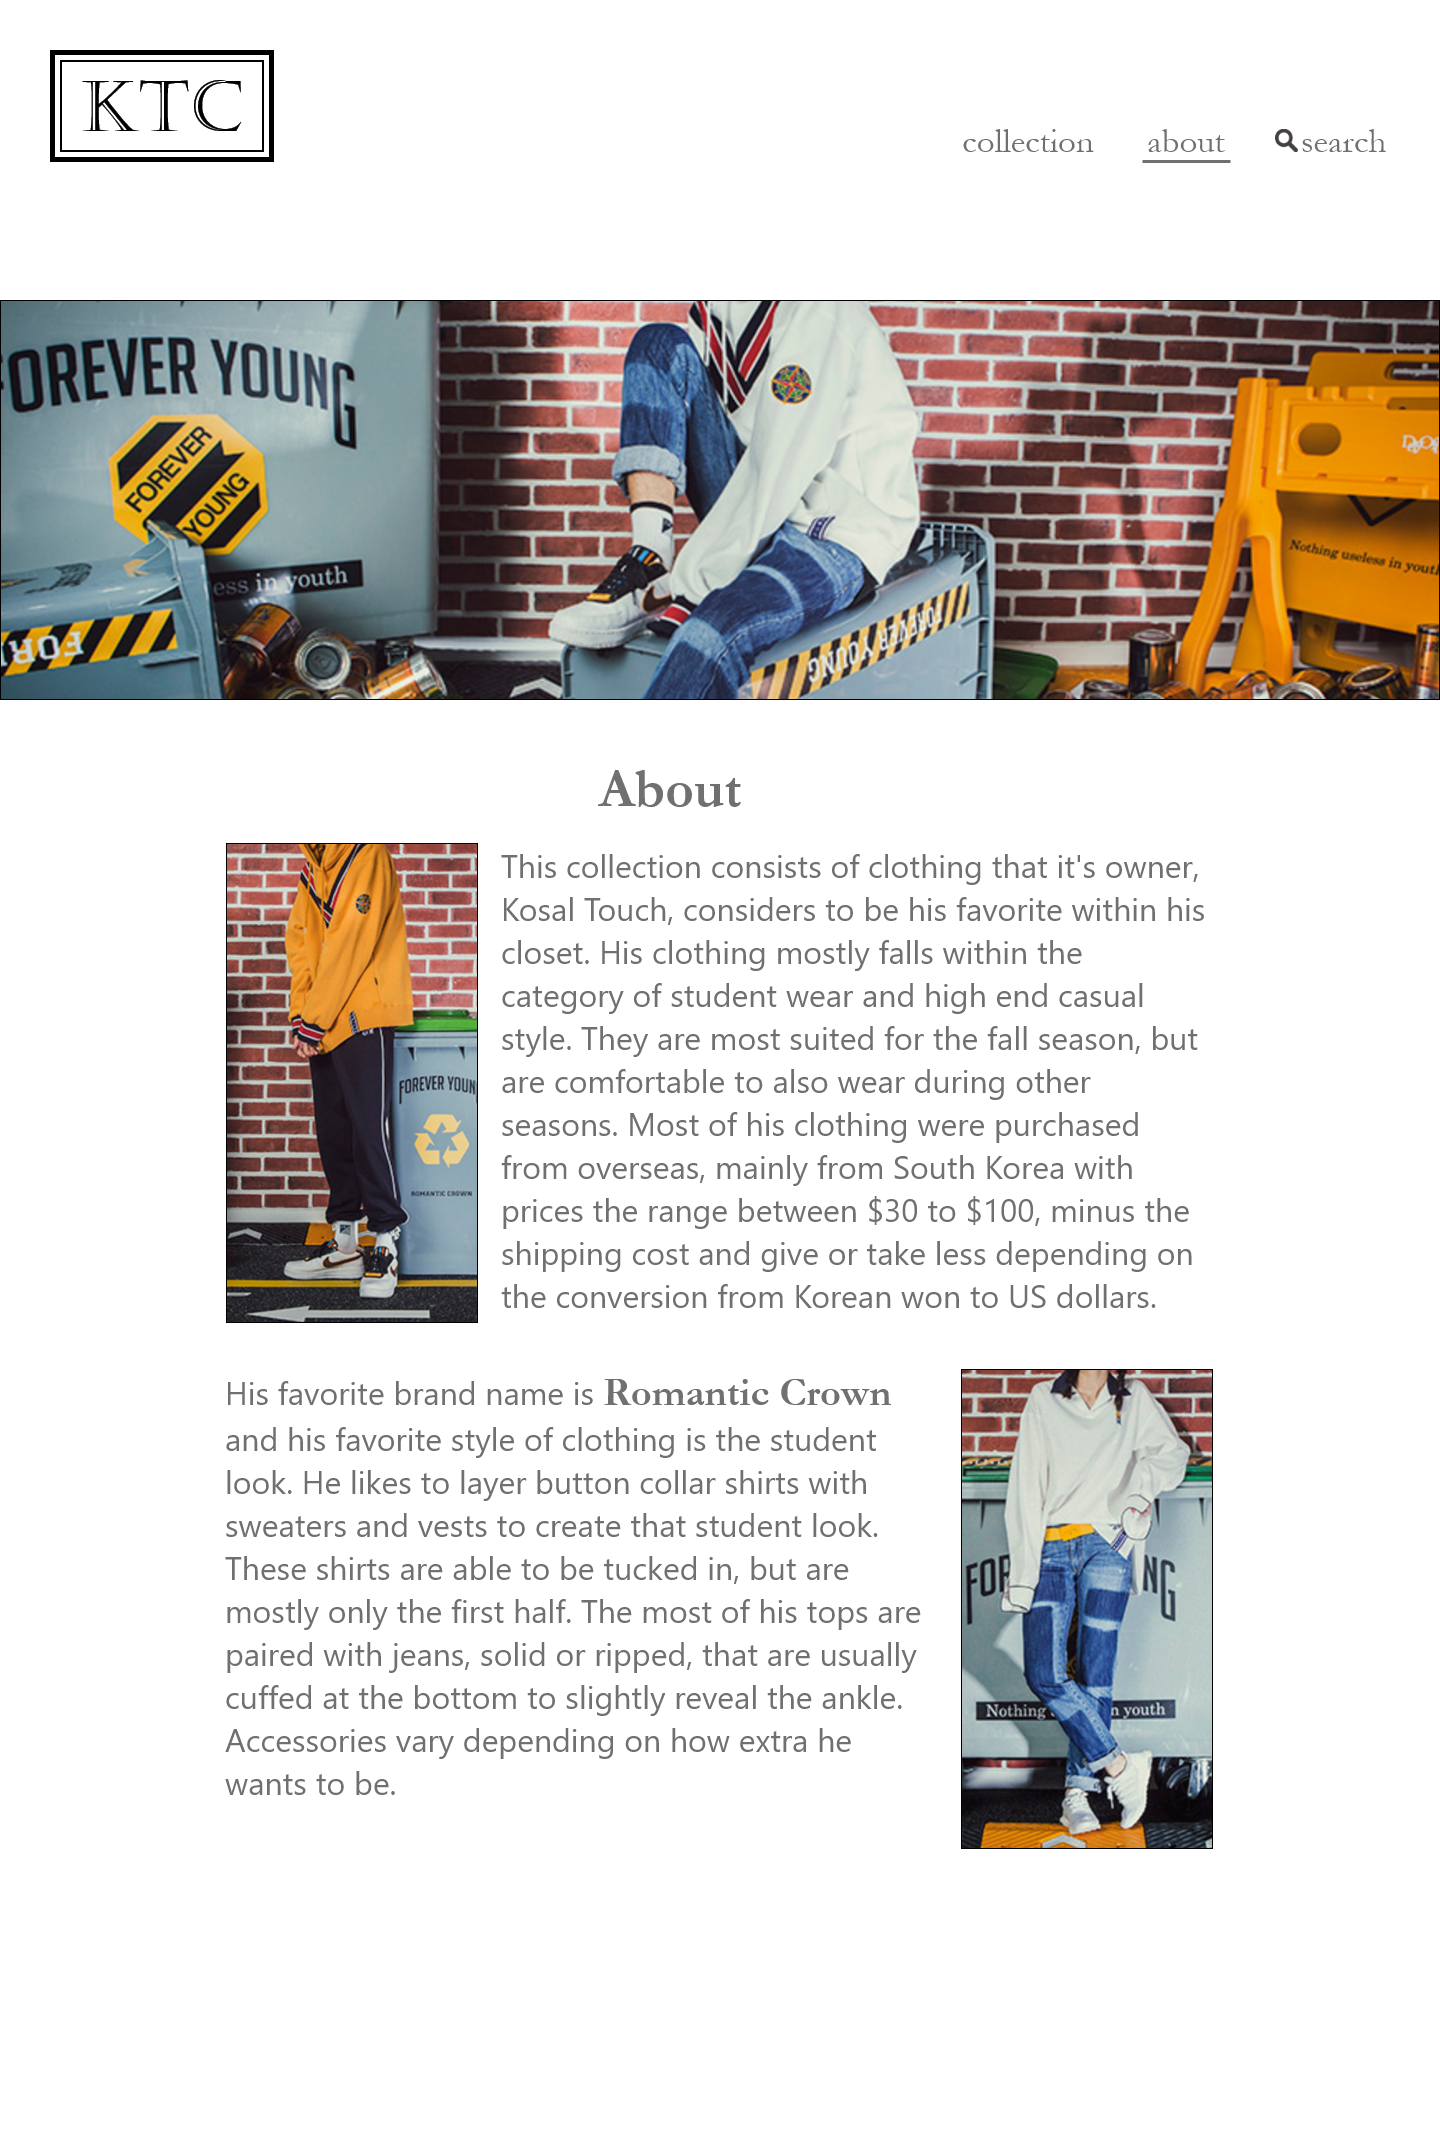 KTC
collection about search
FOREVER YOUNG
FOREVER
YOUNG
less in youth
FOR
FOREVER YOUNG
YOUNG
Nothing useless in youth
About
This collection consists of clothing that it's owner,
Kosal Touch, considers to be his favorite within his
closet. His clothing mostly falls within the
category of student wear and high end casual
style. They are most suited for the fall season, but
are comfortable to also wear during other
seasons. Most of his clothing were purchased
from overseas, mainly from South Korea with
prices the range between $30 to $100, minus the
shipping cost and give or take less depending on
the conversion from Korean won to US dollars.
FOREVER YOUNG
ROMANTIC CROWN
His favorite brand name is Romantic Crown
and his favorite style of clothing is the student
look. He likes to layer button collar shirts with
sweaters and vests to create that student look.
These shirts are able to be tucked in, but are
mostly only the first half. The most of his tops are
paired with jeans, solid or ripped, that are usually
cuffed at the bottom to slightly reveal the ankle.
Accessories vary depending on how extra he
wants to be.
FOR NG
Nothing n youth